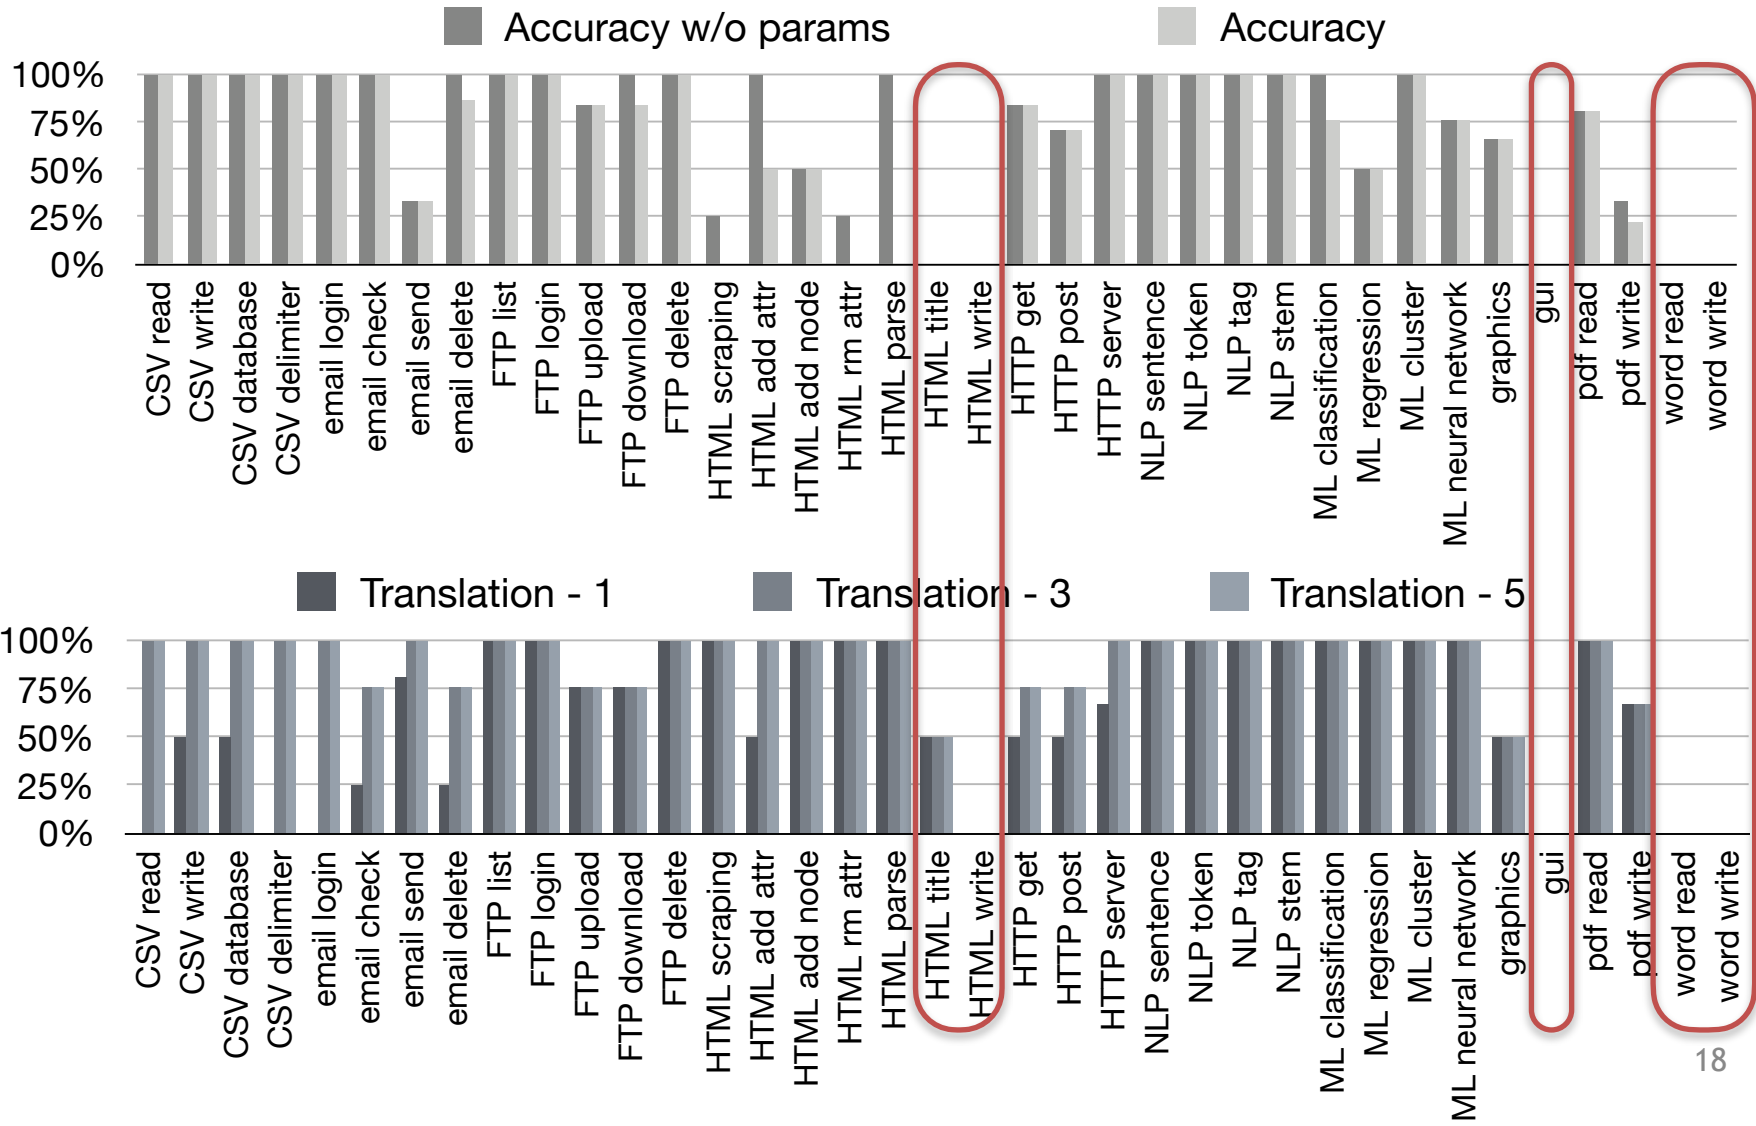 Accuracy w/o params Accuracy
100%
75%
50%
25%
0%
CSV read
CSV write
CSV database
CSV delimiter
email login
email check
email send
email delete
FTP list
FTP login
FTP upload
FTP download
FTP delete
HTML scraping
HTML add attr
HTML add node
HTML rm attr
HTML parse
HTML title
HTML write
HTTP get
HTTP post
HTTP server
NLP sentence
NLP token
NLP tag
NLP stem
ML classification
ML regression
ML cluster
ML neural network
graphics
gui
pdf read
pdf write
word read
word write
Translation - 1 Translation - 3 Translation - 5
100%
75%
50%
25%
0%
CSV read
CSV write
CSV database
CSV delimiter
email login
email check
email send
email delete
FTP list
FTP login
FTP upload
FTP download
FTP delete
HTML scraping
HTML add attr
HTML add node
HTML rm attr
HTML parse
HTML title
HTML write
HTTP get
HTTP post
HTTP server
NLP sentence
NLP token
NLP tag
NLP stem
ML classification
ML regression
ML cluster
ML neural network
graphics
gui
pdf read
pdf write
word read
word write
18